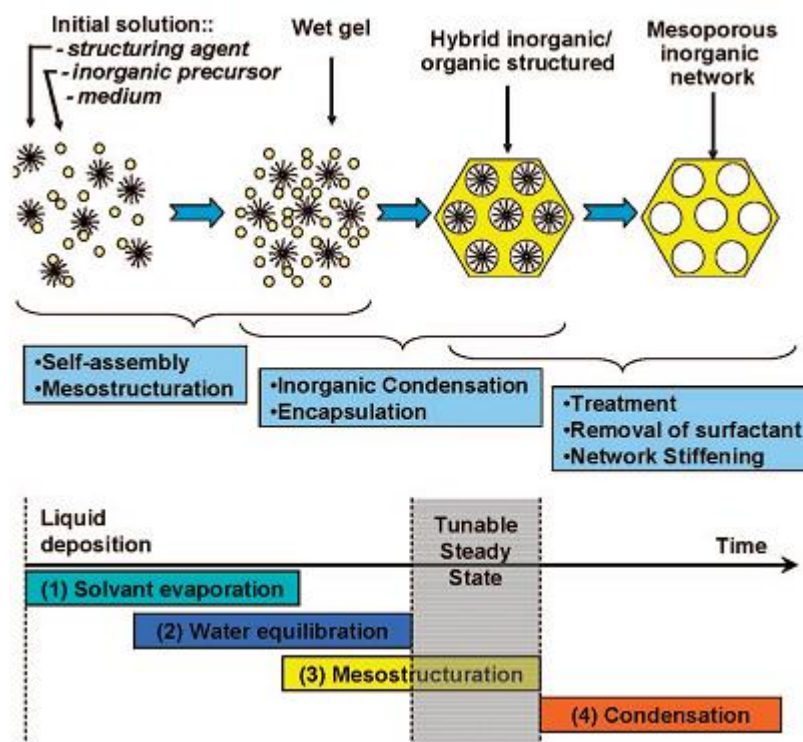 Initial solution::
- structuring agent
- inorganic precursor
- medium
Wet gel
Hybrid inorganic/
organic structured
Mesoporous
inorganic
network
•Self-assembly
•Mesostructuration
•Inorganic Condensation
•Encapsulation
•Treatment
•Removal of surfactant
•Network Stiffening
Liquid
deposition
Tunable
Steady
State
Time
(1) Solvant evaporation
(2) Water equilibration
(3) Mesostructuration
(4) Condensation